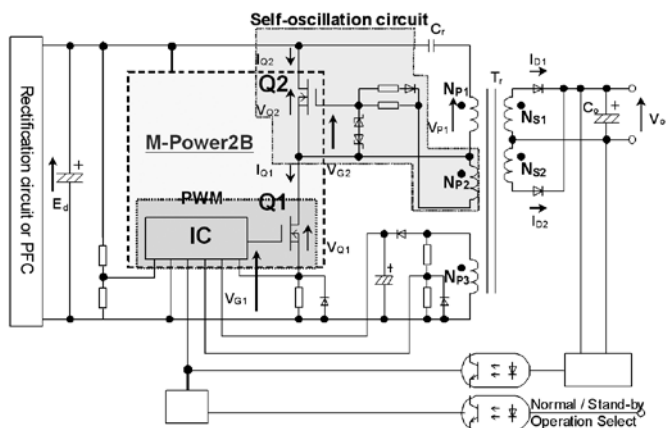 Self-oscillation circuit
Cr
Rectification circuit or PFC
Ed
IQ2
Q2
VQ2
M-Power2B
IQ1
VG2
PWM
Q1
IC
VQ1
VG1
NP1
VP1
NP2
NP3
Tr
ID1
NS1
Co
Vo
NS2
ID2
Normal / Stand-by
Operation Select